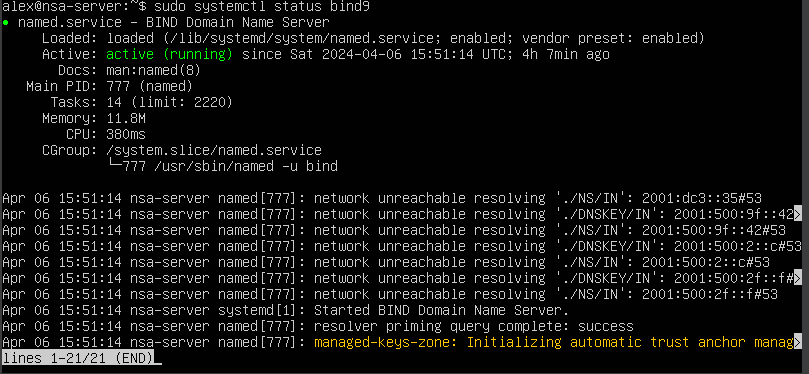 alex@nsa-server:~$ sudo systemctl status bind9
● named.service - BIND Domain Name Server
Loaded: loaded (/lib/systemd/system/named.service; enabled; vendor preset: enabled)
Active: active (running) since Sat 2024-04-06 15:51:14 UTC; 4h 7min ago
Docs: man:named(8)
Main PID: 777 (named)
Tasks: 14 (limit: 2220)
Memory: 11.8M
CPU: 380ms
CGroup: /system.slice/named.service
└─777 /usr/sbin/named -u bind
Apr 06 15:51:14 nsa-server named[777]: network unreachable resolving './NS/IN': 2001:dc3::35#53
Apr 06 15:51:14 nsa-server named[777]: network unreachable resolving './DNSKEY/IN': 2001:500:9f::42>
Apr 06 15:51:14 nsa-server named[777]: network unreachable resolving './NS/IN': 2001:500:9f::42#53
Apr 06 15:51:14 nsa-server named[777]: network unreachable resolving './DNSKEY/IN': 2001:500:2::c#53
Apr 06 15:51:14 nsa-server named[777]: network unreachable resolving './NS/IN': 2001:500:2::c#53
Apr 06 15:51:14 nsa-server named[777]: network unreachable resolving './DNSKEY/IN': 2001:500:2f::f#>
Apr 06 15:51:14 nsa-server named[777]: network unreachable resolving './NS/IN': 2001:500:2f::f#53
Apr 06 15:51:14 nsa-server systemd[1]: Started BIND Domain Name Server.
Apr 06 15:51:14 nsa-server named[777]: resolver priming query complete: success
Apr 06 15:51:14 nsa-server named[777]: managed-keys-zone: Initializing automatic trust anchor manag>
lines 1-21/21 (END)